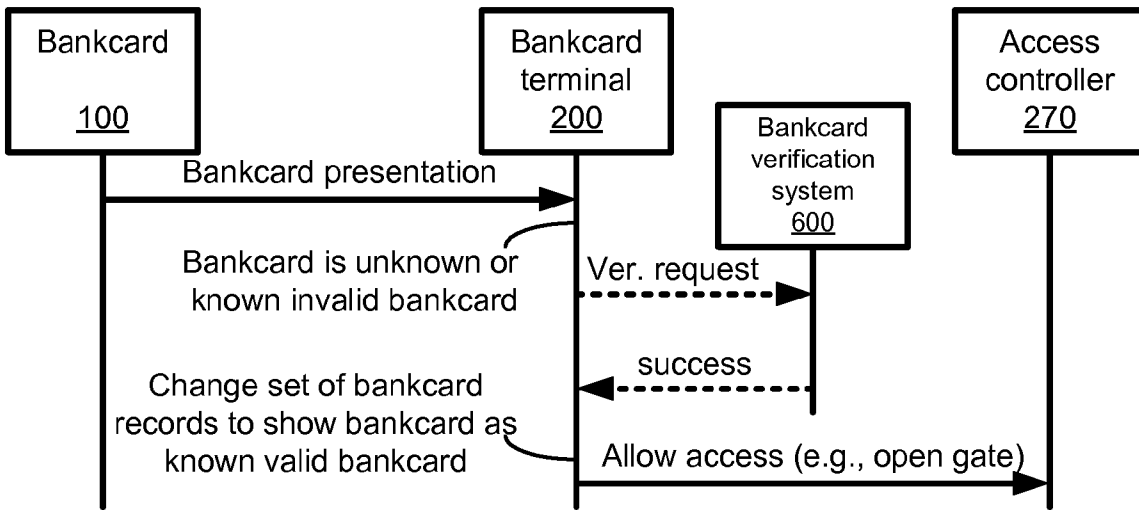 Bankcard
100
Bankcard
terminal
200
Bankcard
verification
system
600
Access
controller
270
Bankcard presentation
Bankcard is unknown or
known invalid bankcard
Ver. request
success
Change set of bankcard
records to show bankcard as
known valid bankcard
Allow access (e.g., open gate)